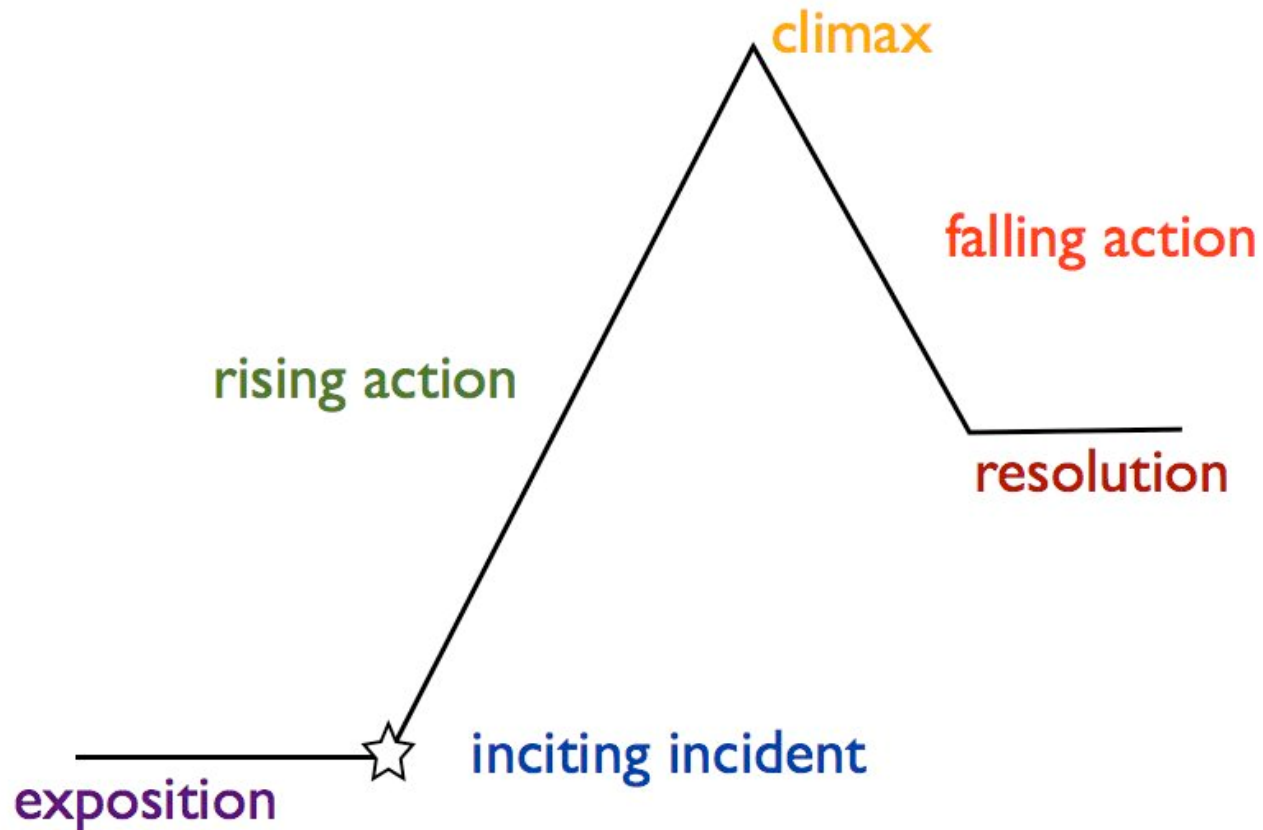 climax
falling action
rising action
resolution
inciting incident
exposition